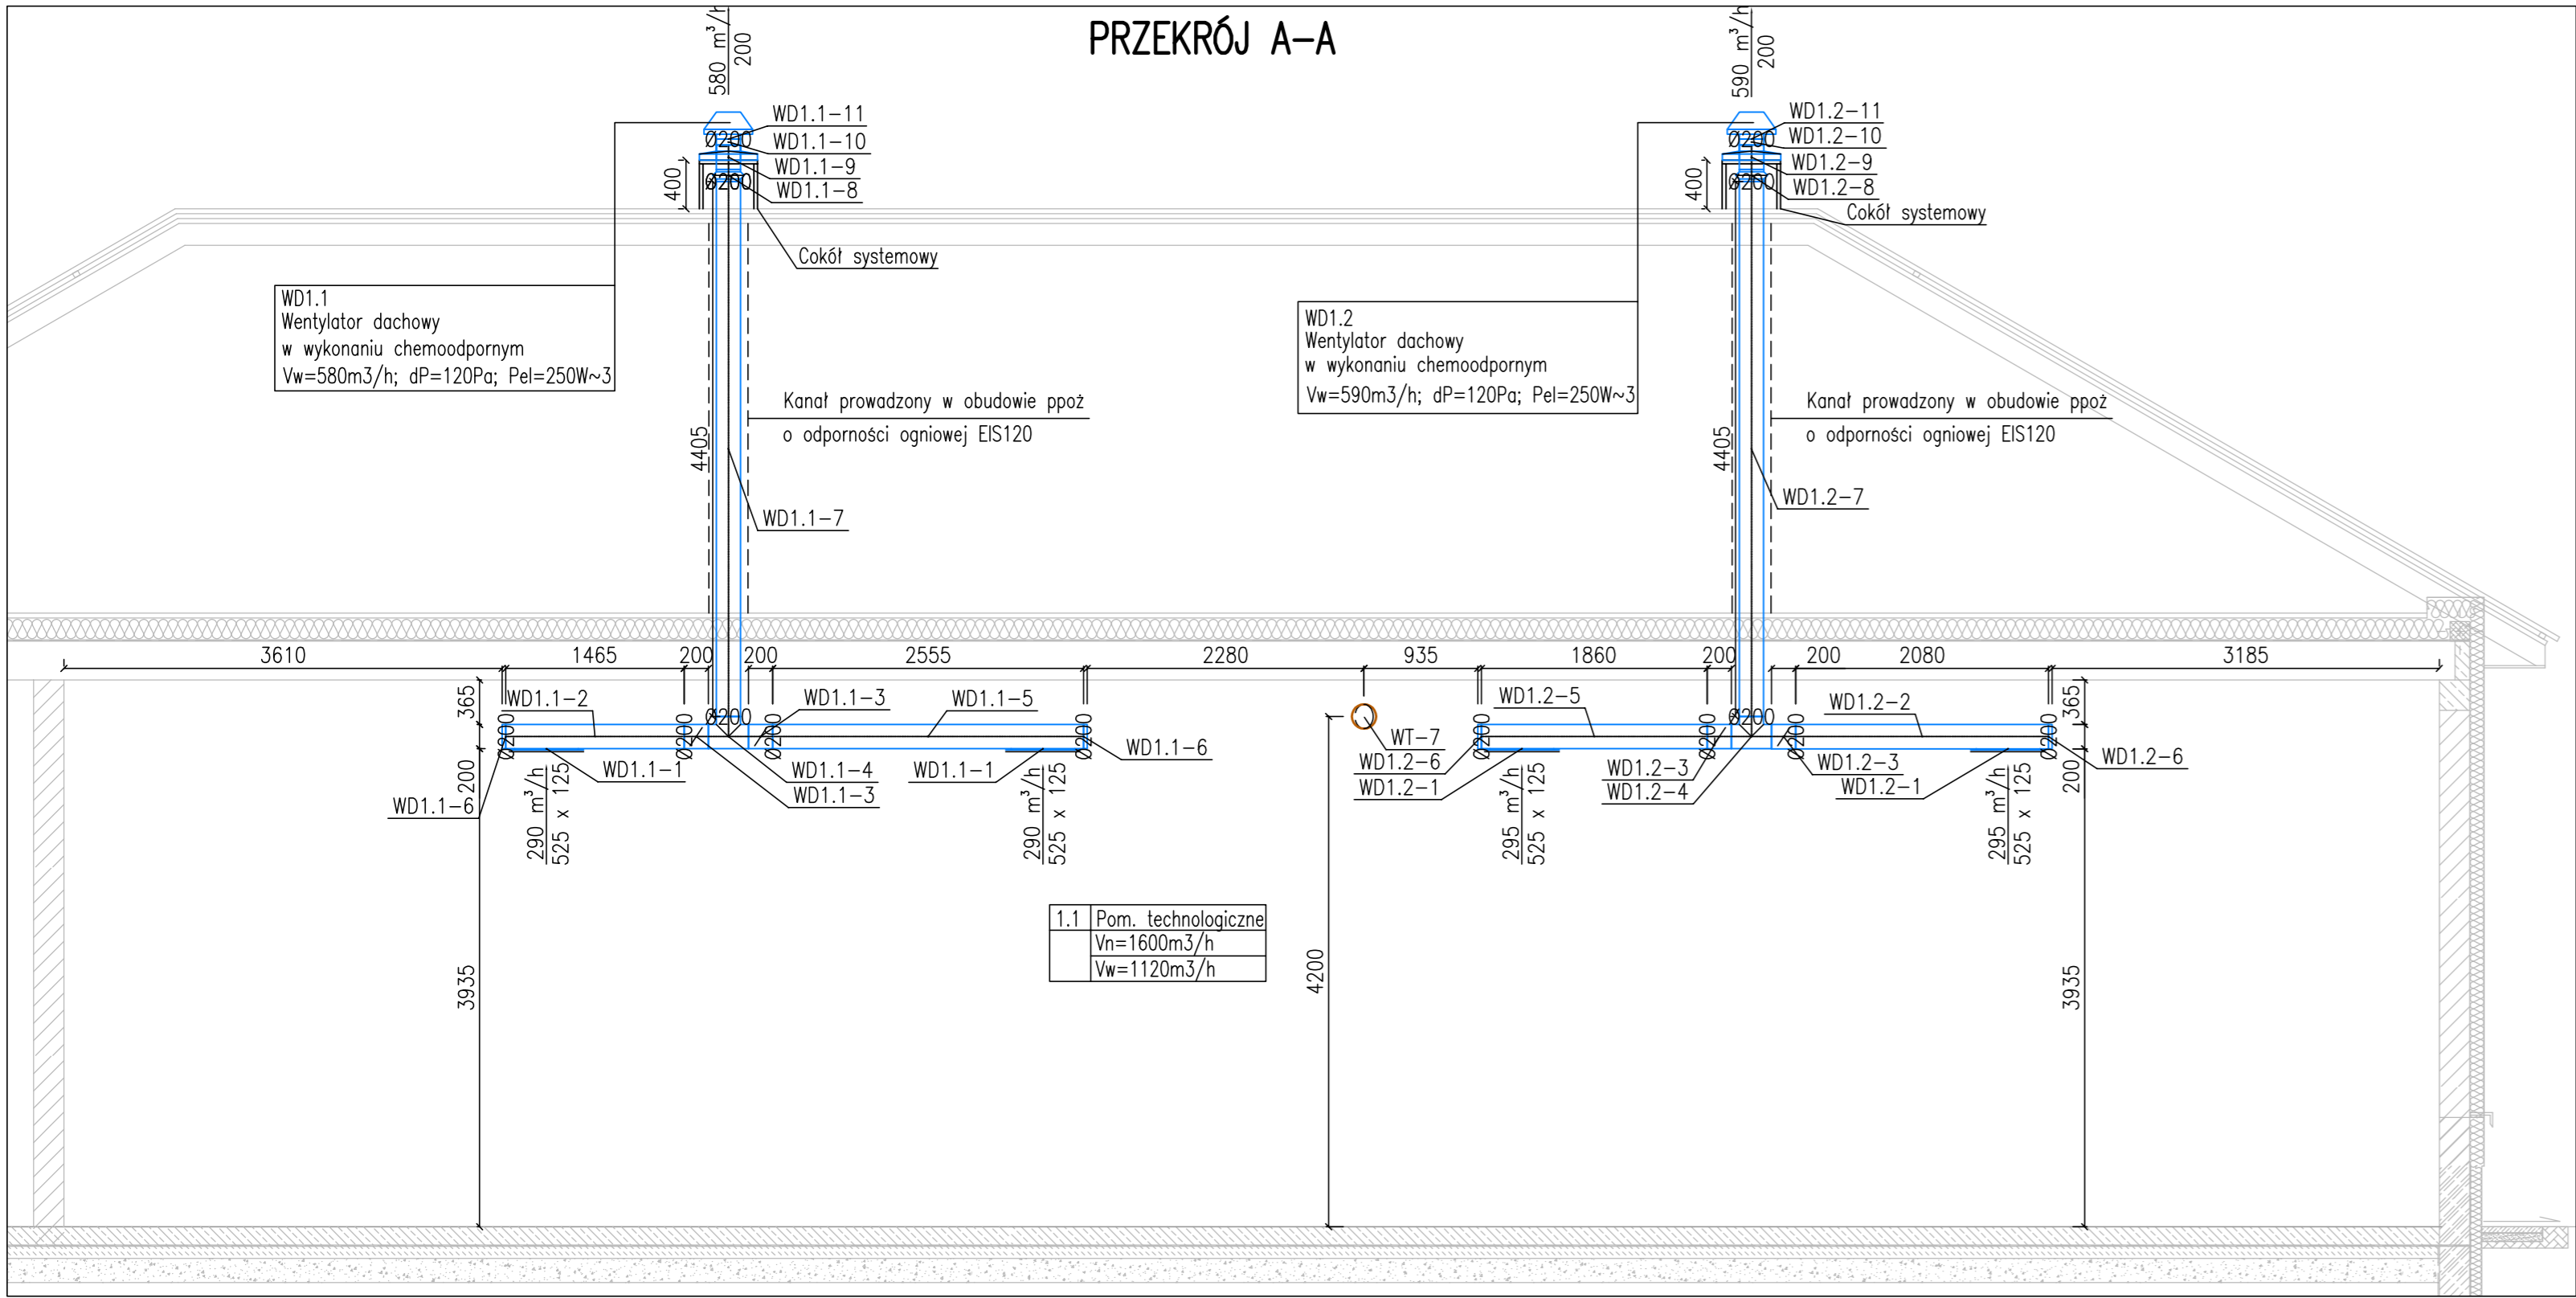 PRZEKRÓJ A-A
580 m³/h
200
590 m³/h
200
WD1.1-11
Ø200
WD1.1-10
WD1.1-9
400
Ø200
WD1.1-8
Cokół systemowy
WD1.2-11
Ø200
WD1.2-10
WD1.2-9
400
Ø200
WD1.2-8
Cokół systemowy
WD1.1
Wentylator dachowy
w wykonaniu chemoodpornym
Vw=580m3/h; dP=120Pa; Pel=250W~3
WD1.2
Wentylator dachowy
w wykonaniu chemoodpornym
Vw=590m3/h; dP=120Pa; Pel=250W~3
Kanał prowadzony w obudowie ppoż
o odporności ogniowej EIS120
4405
WD1.1-7
Kanał prowadzony w obudowie ppoż
o odporności ogniowej EIS120
4405
WD1.2-7
3610
1465
200
200
2555
2280
935
1860
200
200
2080
3185
365
WD1.1-2
WD1.1-3
WD1.1-5
WD1.2-5
WD1.2-2
365
Ø200
Ø200
Ø200
Ø200
Ø200
Ø200
Ø200
Ø200
Ø200
Ø200
200
WD1.1-1
WD1.1-4
WD1.1-3
WD1.1-1
WD1.1-6
WD1.1-6
WT-7
WD1.2-6
WD1.2-1
WD1.2-3
WD1.2-4
WD1.2-3
WD1.2-1
WD1.2-6
200
290 m³/h
525 x 125
290 m³/h
525 x 125
295 m³/h
525 x 125
295 m³/h
525 x 125
1.1 Pom. technologiczne
Vn=1600m3/h
Vw=1120m3/h
3935
4200
3935